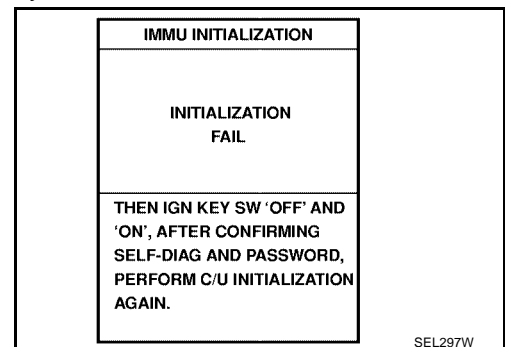 IMMU INITIALIZATION
INITIALIZATION
FAIL
THEN IGN KEY SW 'OFF' AND
'ON', AFTER CONFIRMING
SELF-DIAG AND PASSWORD,
PERFORM C/U INITIALIZATION
AGAIN.
SEL297W